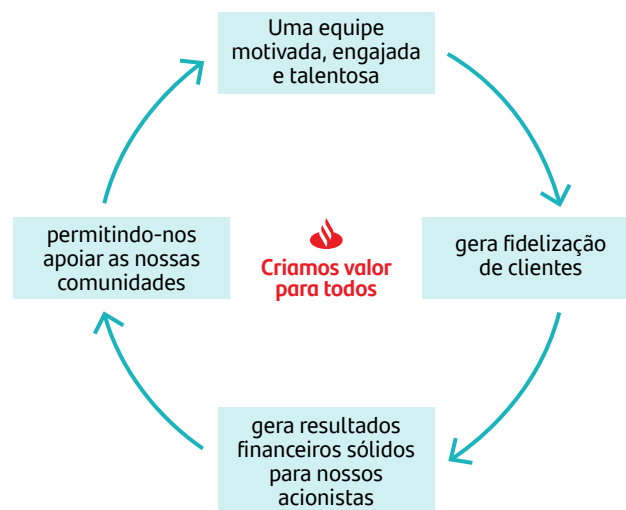 Uma equipe
motivada, engajada
e talentosa
gera fidelização
de clientes
gera resultados
financeiros sólidos
para nossos
acionistas
permitindo-nos
apoiar as nossas
comunidades
Criamos valor
para todos